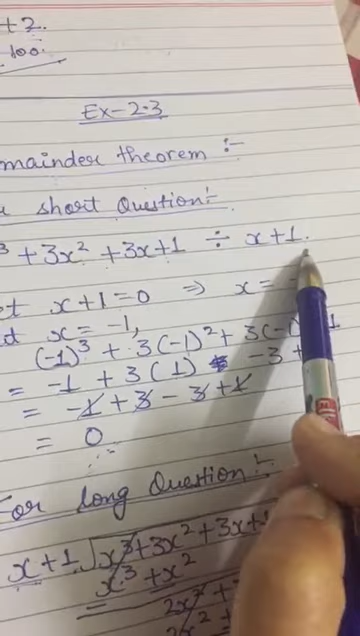 +2.
100.
Ex-2.3
mainder theorem :-
short Question:-
³ + 3x² + 3x+1 ÷ x+1.
et x+1=0 ⇒ x =
x = -1,
(-1)³ + 3(-1)² + 3(-1) 1
= -1 + 3(1) -3 +
= -1 + 3 - 3 + 1
= 0
For long Question:-
x+1 x³+3x²+3x+1
x³ + x²
2x² +
2x²